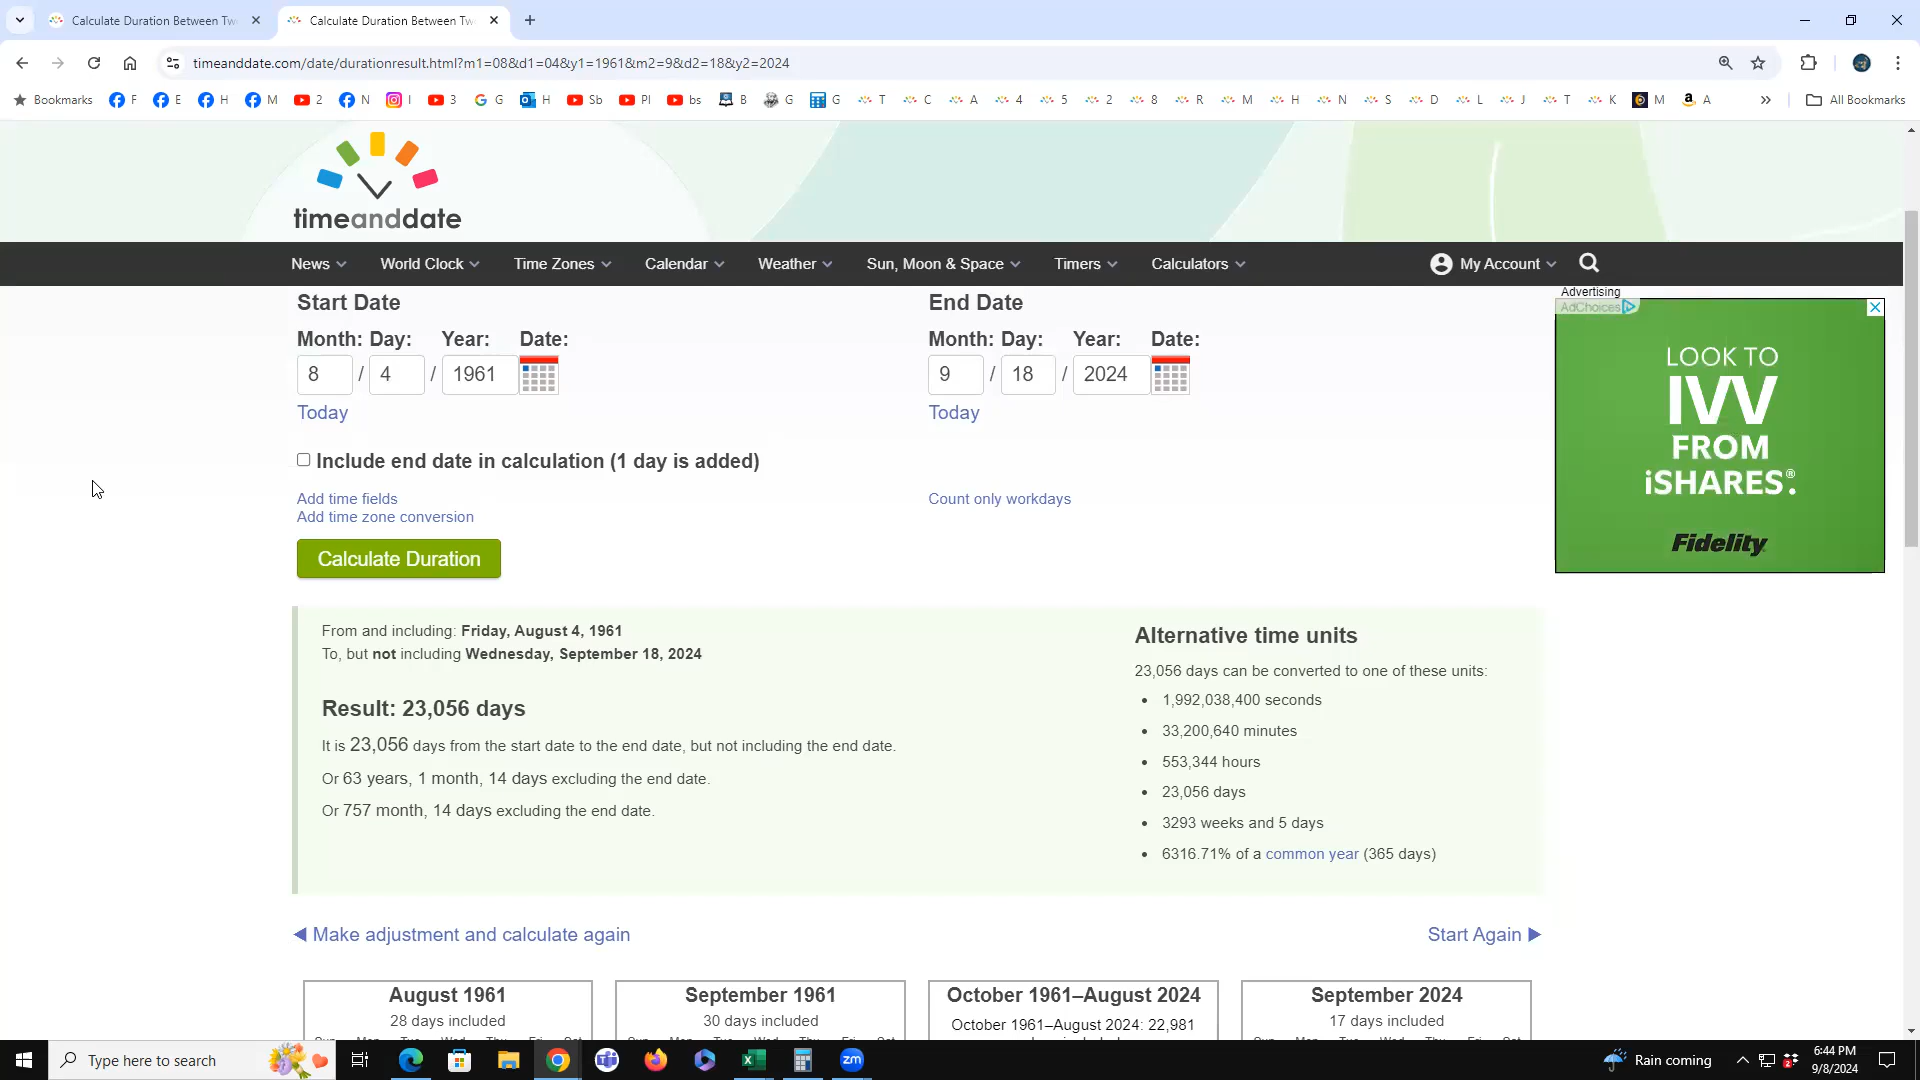 Calculate Duration Between Tw
Calculate Duration Between Tw
timeanddate.com/date/durationresult.html?m1=08&d1=04&y1=1961&m2=9&d2=18&y2=2024
Bookmarks F E H M 2 N I 3 G H Sb Pl bs B G G T C A 4 5 2 8 R M H N S D L J T K M A All Bookmarks
timeanddate
News World Clock Time Zones Calendar Weather Sun, Moon & Space Timers Calculators My Account
Start Date
Month: Day: Year: Date:
8 / 4 / 1961
Today
End Date
Month: Day: Year: Date:
9 / 18 / 2024
Today
Include end date in calculation (1 day is added)
Add time fields
Add time zone conversion
Count only workdays
Calculate Duration
Advertising
AdChoices
LOOK TO
IVV
FROM
iSHARES®.
Fidelity
From and including: Friday, August 4, 1961
To, but not including Wednesday, September 18, 2024
Result: 23,056 days
It is 23,056 days from the start date to the end date, but not including the end date.
Or 63 years, 1 month, 14 days excluding the end date.
Or 757 month, 14 days excluding the end date.
Alternative time units
23,056 days can be converted to one of these units:
1,992,038,400 seconds
33,200,640 minutes
553,344 hours
23,056 days
3293 weeks and 5 days
6316.71% of a common year (365 days)
Make adjustment and calculate again
Start Again
August 1961
28 days included
September 1961
30 days included
October 1961–August 2024
October 1961–August 2024: 22,981
September 2024
17 days included
Type here to search
Rain coming
6:44 PM
9/8/2024